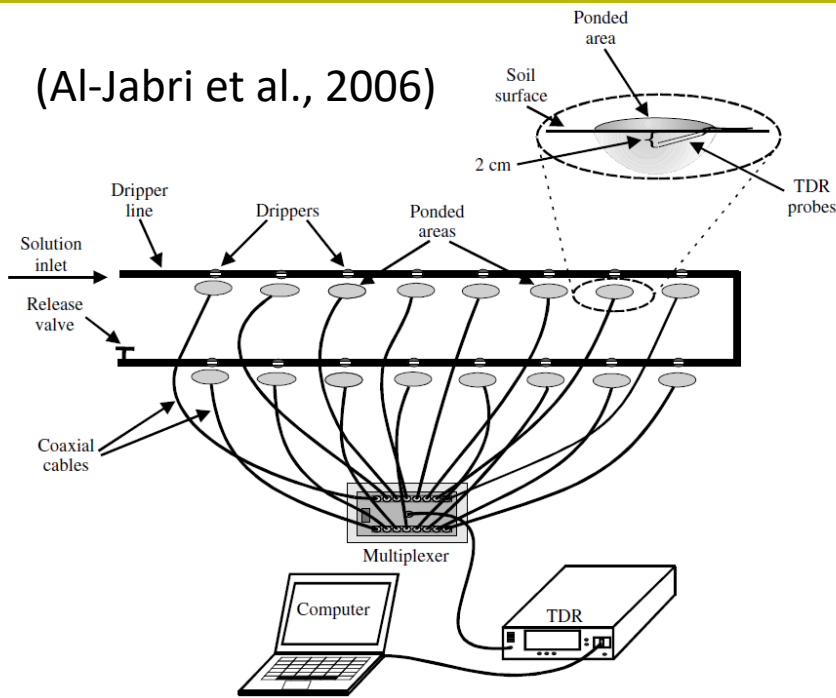 (Al-Jabri et al., 2006)
Ponded
area
Soil
surface
2 cm
TDR
probes
Dripper
line
Drippers
Ponded
areas
Solution
inlet
Release
valve
Coaxial
cables
Multiplexer
Computer
TDR